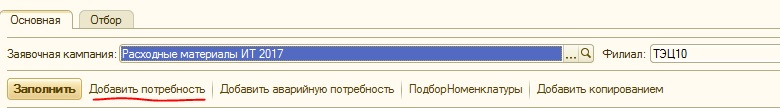 Основная Отбор
Заявочная кампания: Расходные материалы ИТ 2017 ... Филиал: ТЭЦ10
Заполнить Добавить потребность Добавить аварийную потребность ПодборНоменклатуры Добавить копированием